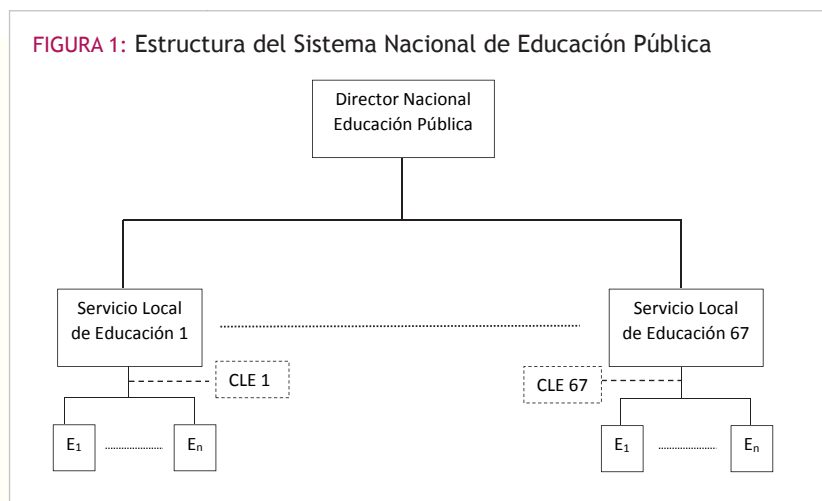 FIGURA 1: Estructura del Sistema Nacional de Educación Pública
Director Nacional
Educación Pública
Servicio Local
de Educación 1
Servicio Local
de Educación 67
CLE 1
CLE 67
E₁
Eₙ
E₁
Eₙ